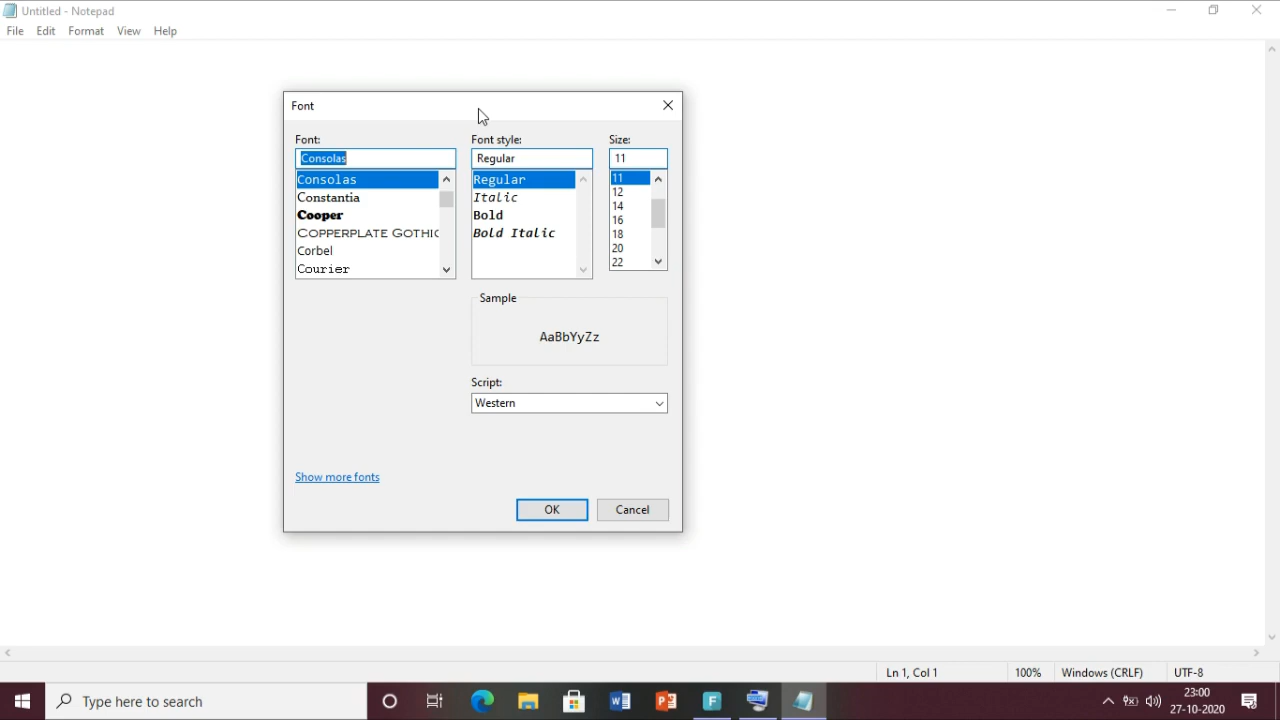 Untitled - Notepad
File Edit Format View Help
Font
Font: Font style: Size:
Consolas Regular 11
Consolas Regular 11
Constantia Italic 12
Cooper Bold 14
COPPERPLATE GOTHIC Bold Italic 16
Corbel 18
Courier 20
22
Sample
AaBbYyZz
Script:
Western
Show more fonts
OK Cancel
Ln 1, Col 1 100% Windows (CRLF) UTF-8
Type here to search
23:00
27-10-2020